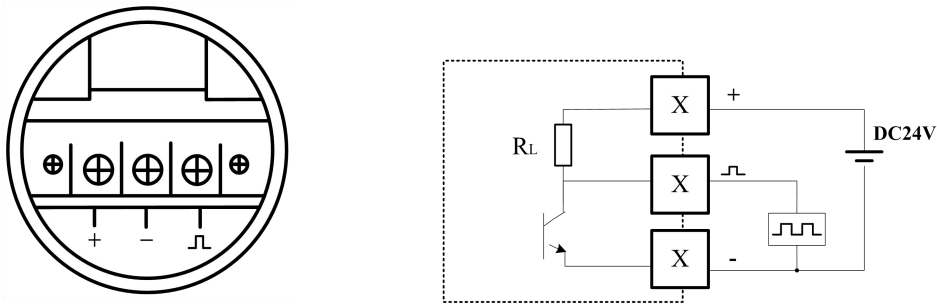 + −
X +
DC24V
RL
X
X -